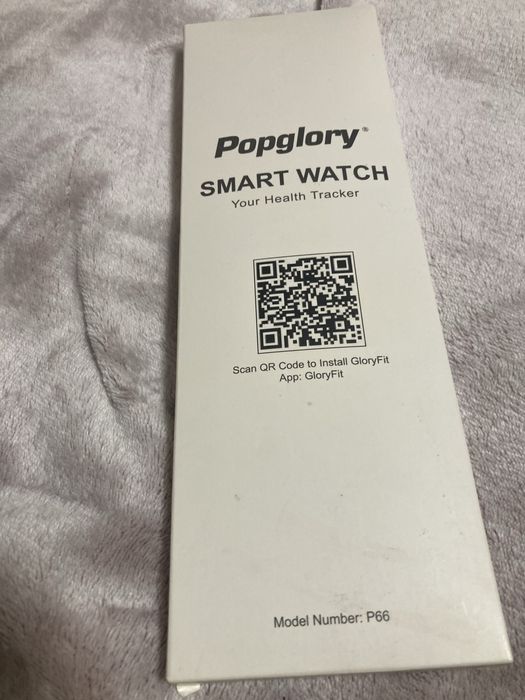 Popglory®
SMART WATCH
Your Health Tracker
Scan QR Code to Install GloryFit
App: GloryFit
Model Number: P66